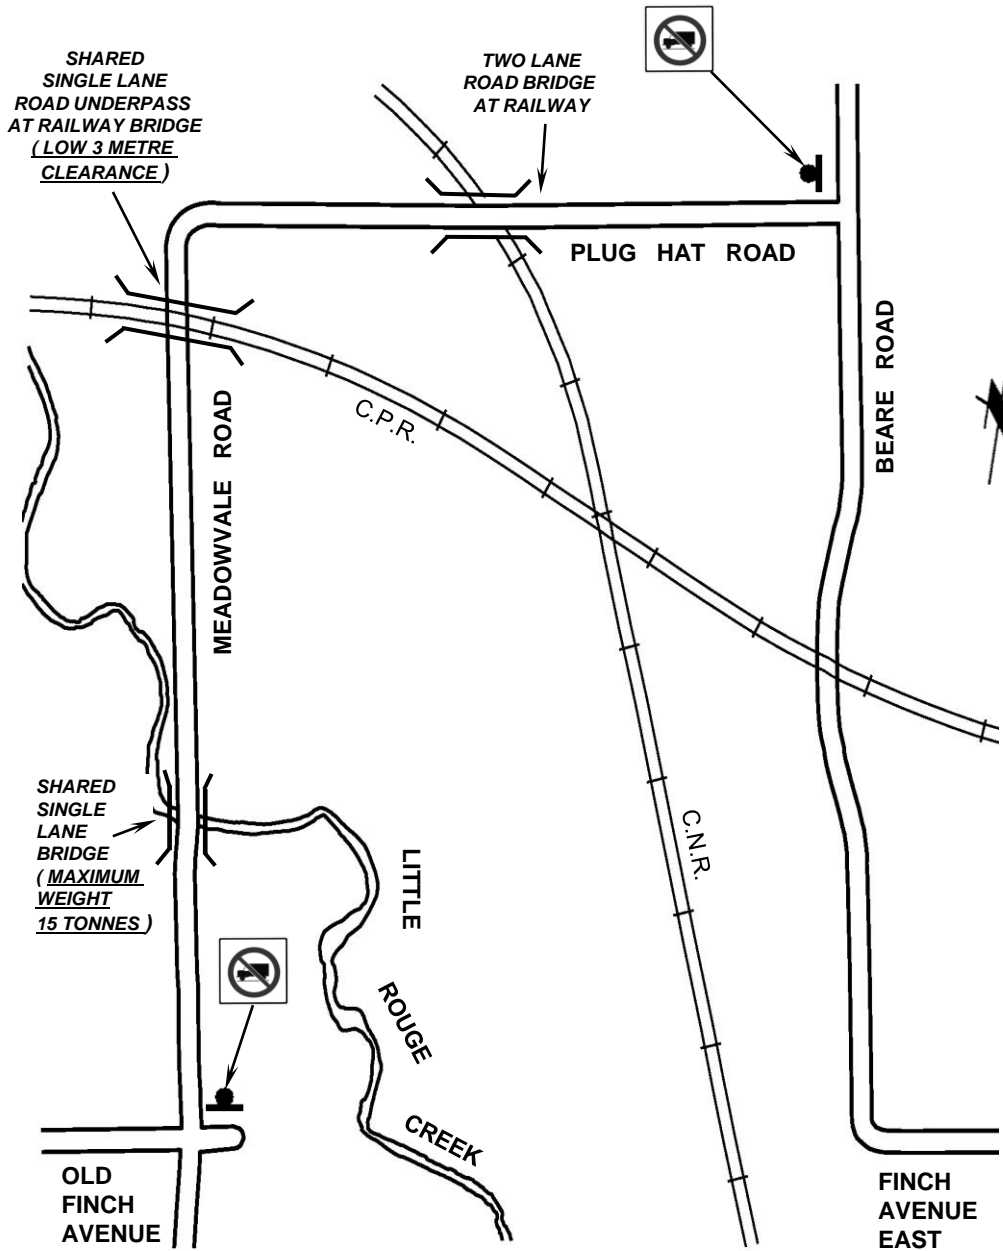 SHARED
SINGLE LANE
ROAD UNDERPASS
AT RAILWAY BRIDGE
( LOW 3 METRE
CLEARANCE )
TWO LANE
ROAD BRIDGE
AT RAILWAY
PLUG HAT ROAD
BEARE ROAD
C.P.R.
MEADOWVALE ROAD
SHARED
SINGLE
LANE
BRIDGE
( MAXIMUM
WEIGHT
15 TONNES )
C.N.R.
LITTLE
ROUGE
CREEK
OLD
FINCH
AVENUE
FINCH
AVENUE
EAST